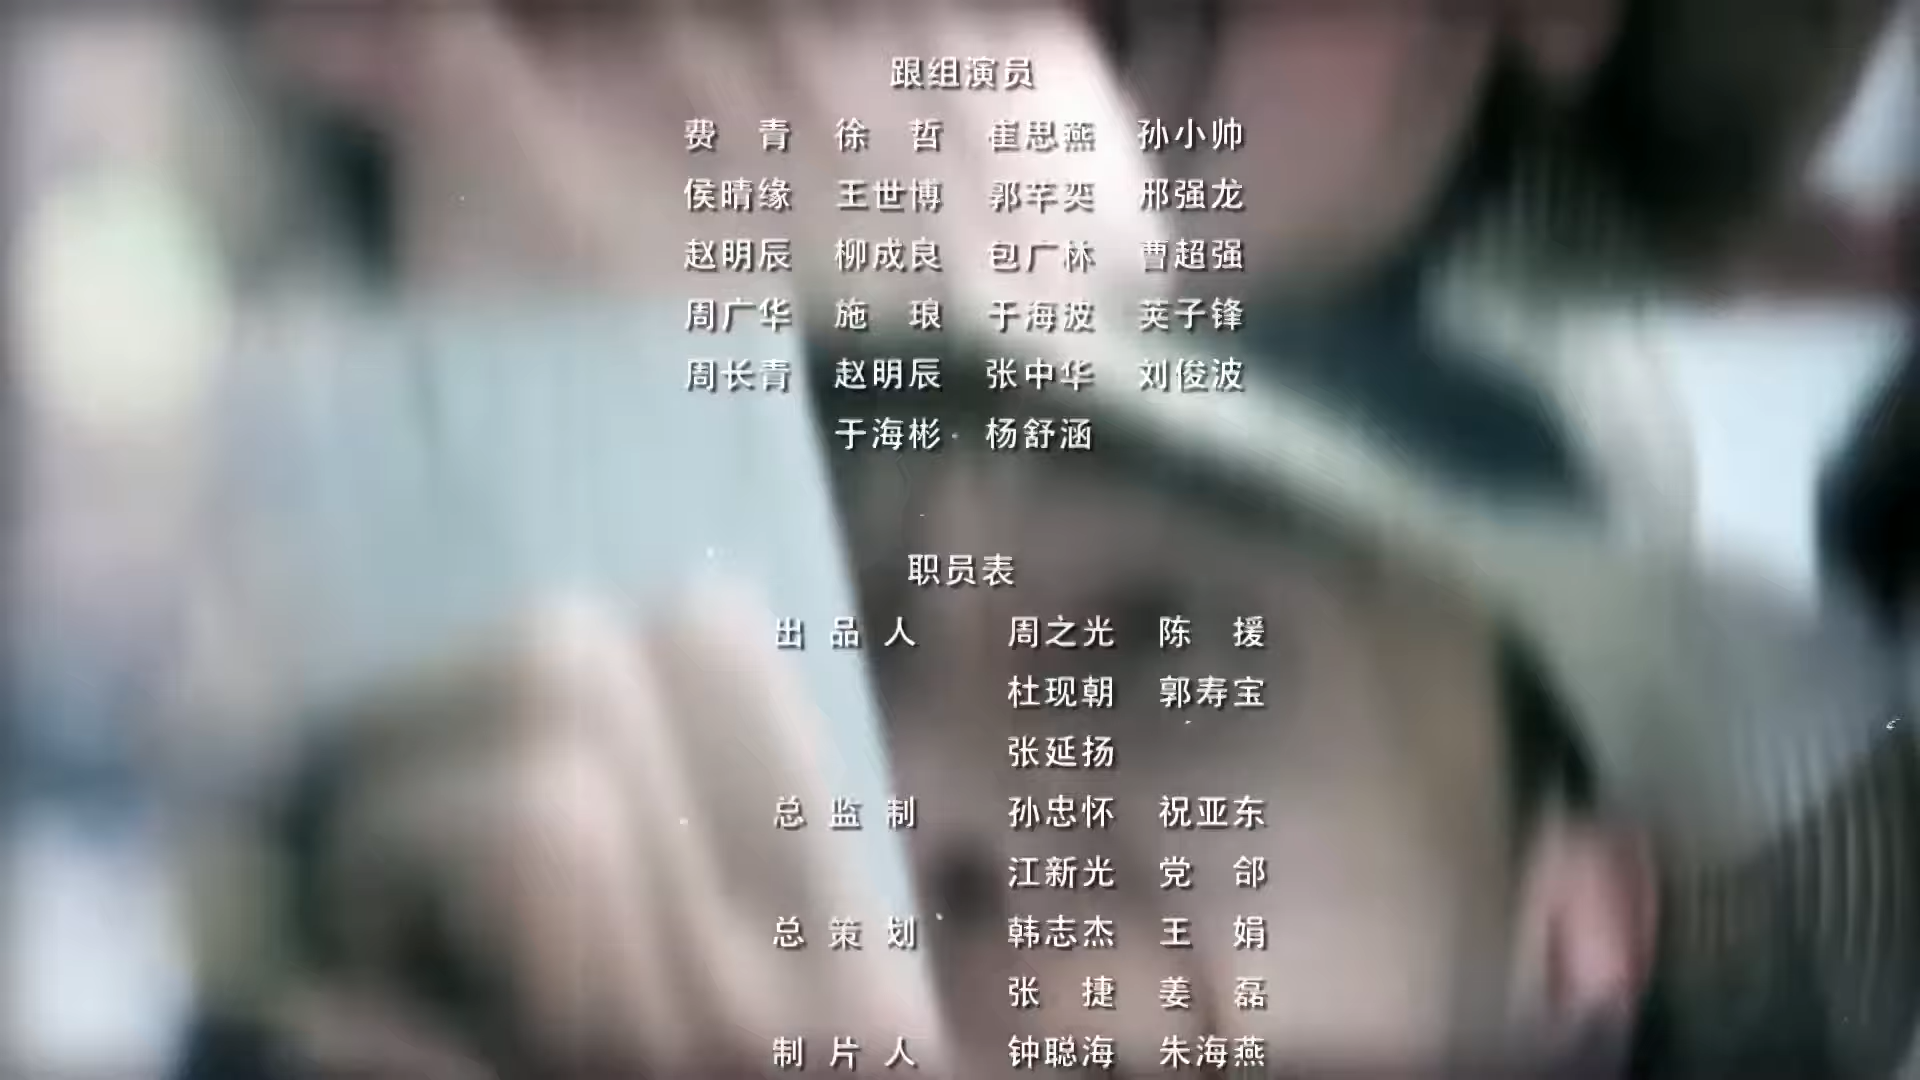 跟组演员
费 青 徐 哲 崔思燕 孙小帅
侯晴缘 王世博 郭芊奕 邢强龙
赵明辰 柳成良 包广林 曹超强
周广华 施 琅 于海波 荚子锋
周长青 赵明辰 张中华 刘俊波
于海彬 杨舒涵
职员表
出品人 周之光 陈 援
杜现朝 郭寿宝
张延扬
总监制 孙忠怀 祝亚东
江新光 党 郃
总策划 韩志杰 王 娟
张 捷 姜 磊
制片人 钟聪海 朱海燕